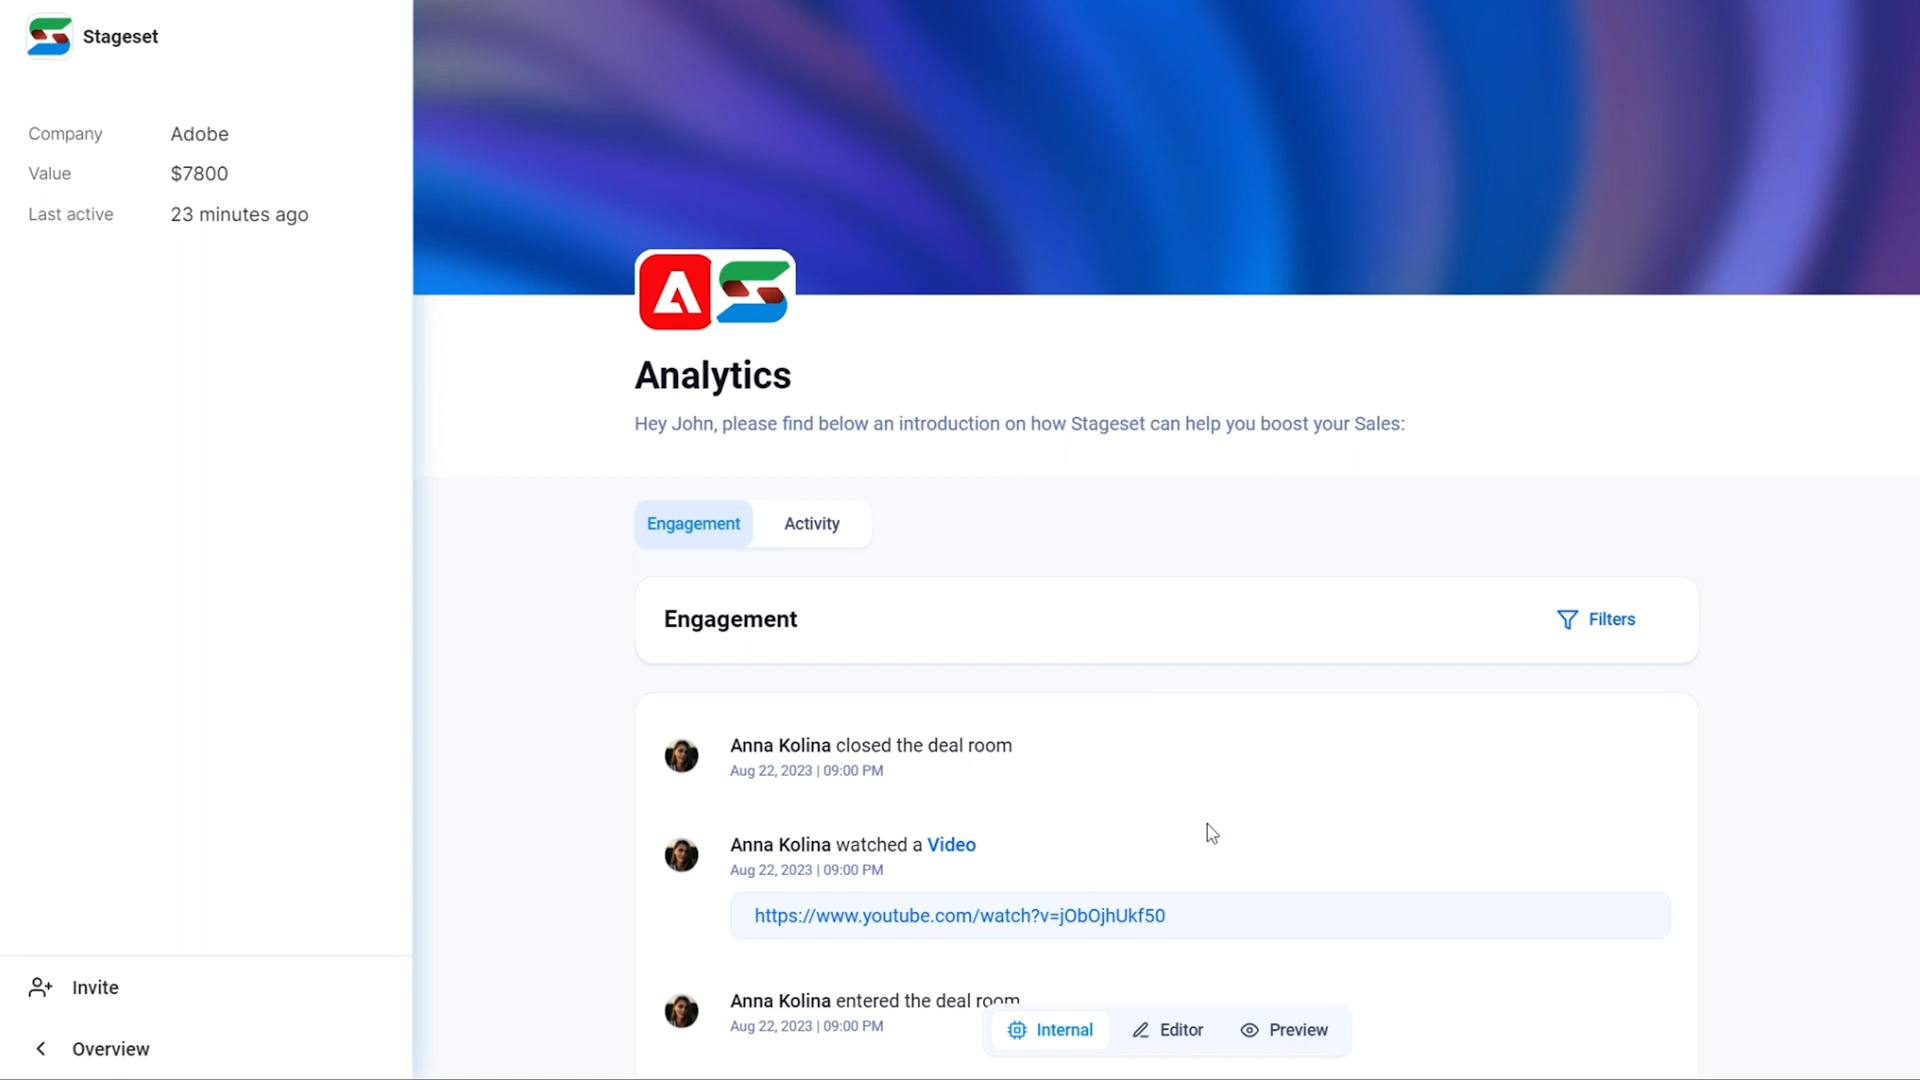 Stageset
Company Adobe
Value $7800
Last active 23 minutes ago
Analytics
Hey John, please find below an introduction on how Stageset can help you boost your Sales:
Engagement Activity
Engagement Filters
Anna Kolina closed the deal room
Aug 22, 2023 | 09:00 PM
Anna Kolina watched a Video
Aug 22, 2023 | 09:00 PM
https://www.youtube.com/watch?v=jObOjhUkf50
Anna Kolina entered the deal room
Aug 22, 2023 | 09:00 PM
Internal Editor Preview
Invite
Overview